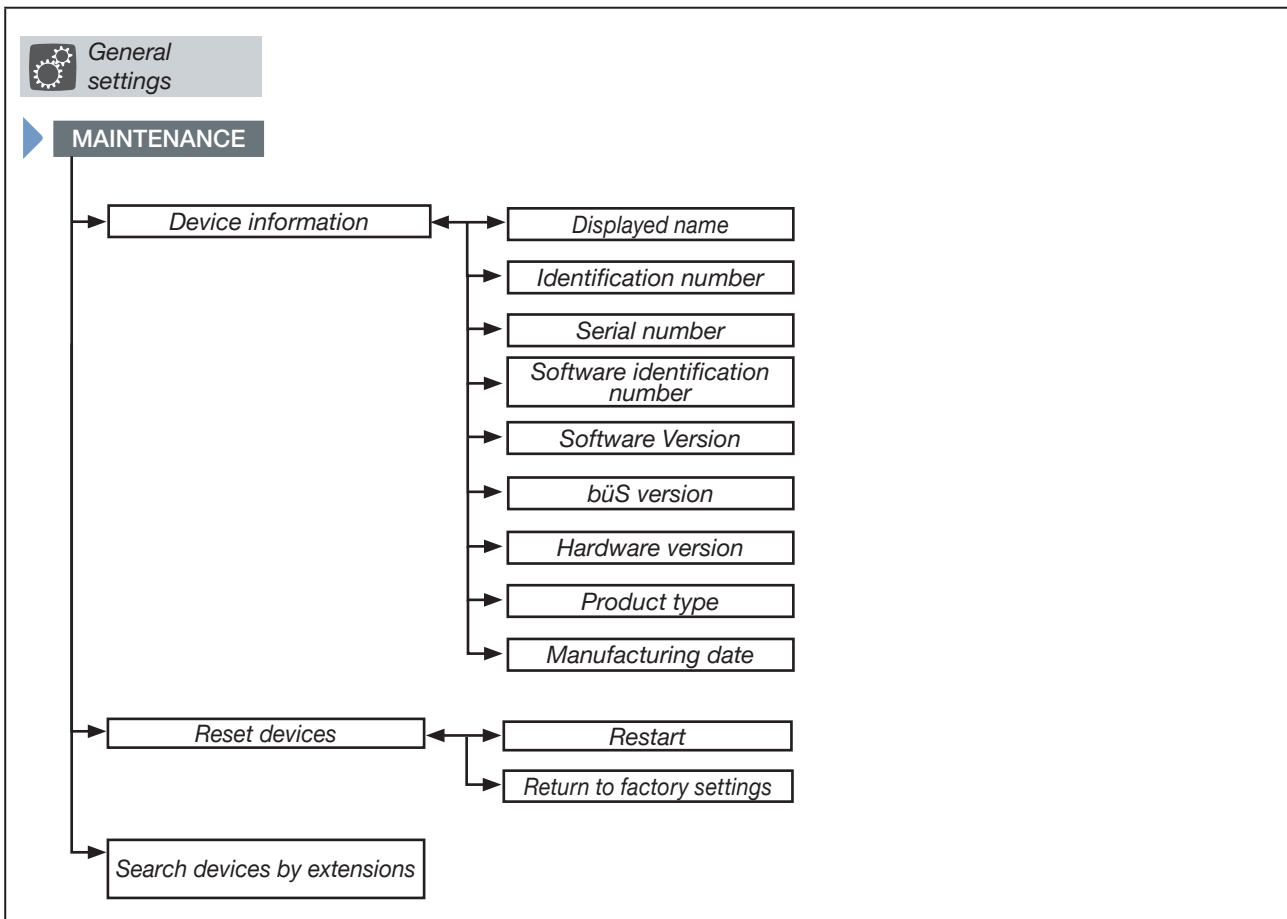 General
settings
MAINTENANCE
Device information
Displayed name
Identification number
Serial number
Software identification
number
Software Version
büS version
Hardware version
Product type
Manufacturing date
Reset devices
Restart
Return to factory settings
Search devices by extensions